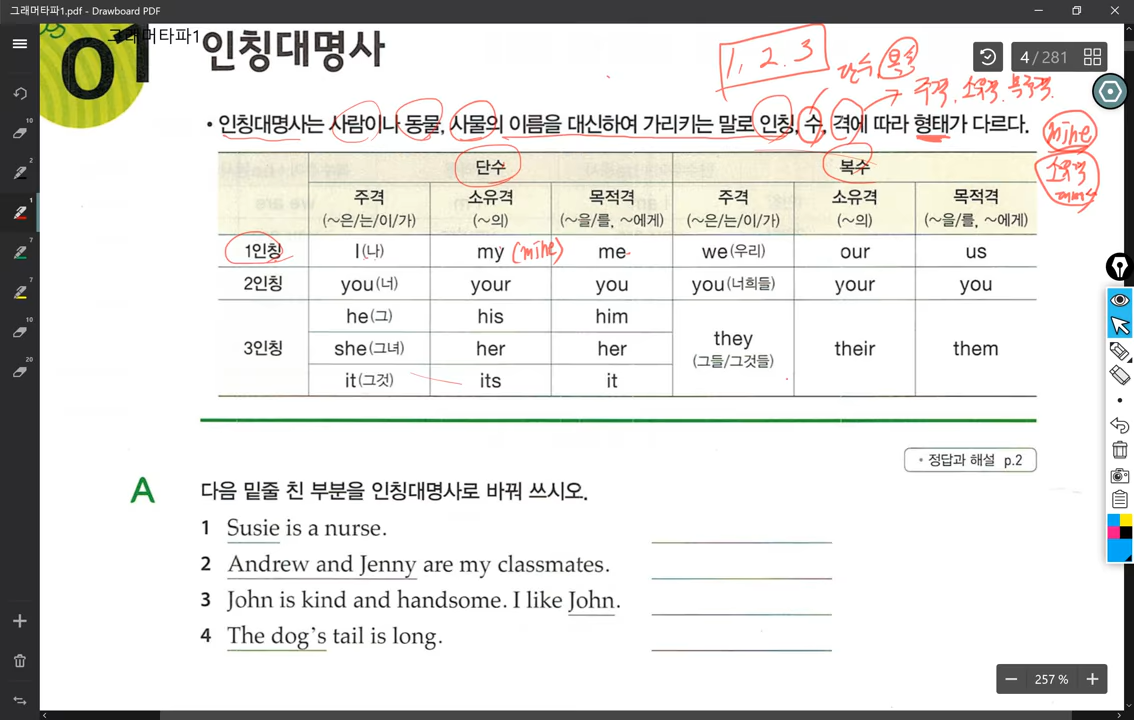 그래머타파1.pdf - Drawboard PDF
그래머타파1
4 / 281
01 인칭대명사
1, 2. 3
단수, 복수
주격, 소유격, 목적격.
• 인칭대명사는 사람이나 동물, 사물의 이름을 대신하여 가리키는 말로 인칭, 수, 격에 따라 형태가 다르다.
mine
소유격
단수 복수
주격 소유격 목적격 주격 소유격 목적격
(~은/는/이/가) (~의) (~을/를, ~에게) (~은/는/이/가) (~의) (~을/를, ~에게)
1인칭 I(나) my (mine) me we(우리) our us
2인칭 you(너) your you you(너희들) your you
3인칭 he(그) his him they their them
she(그녀) her her (그들/그것들)
it(그것) its it
• 정답과 해설 p.2
A 다음 밑줄 친 부분을 인칭대명사로 바꿔 쓰시오.
1 Susie is a nurse.
2 Andrew and Jenny are my classmates.
3 John is kind and handsome. I like John.
4 The dog's tail is long.
257 %
10
2
1
7
7
10
20